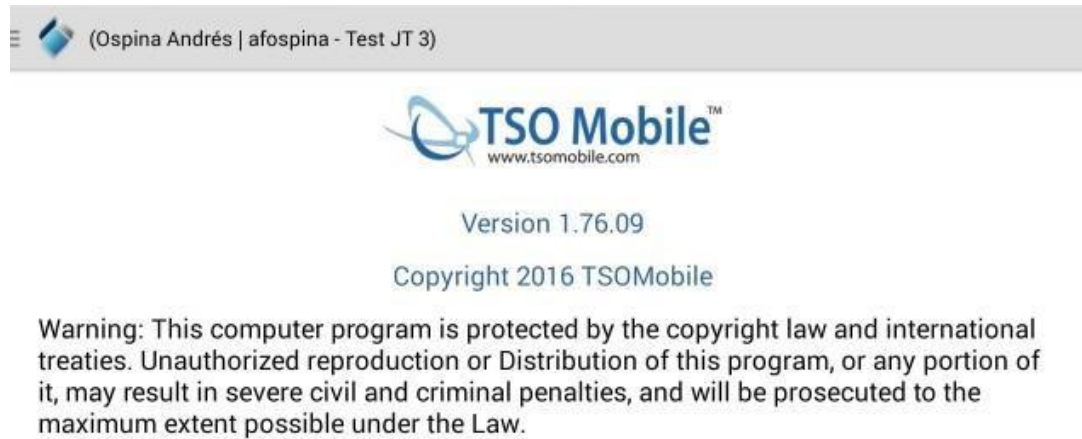 (Ospina Andrés | afospina - Test JT 3)
TSO Mobile™
www.tsomobile.com
Version 1.76.09
Copyright 2016 TSOMobile
Warning: This computer program is protected by the copyright law and international
treaties. Unauthorized reproduction or Distribution of this program, or any portion of
it, may result in severe civil and criminal penalties, and will be prosecuted to the
maximum extent possible under the Law.